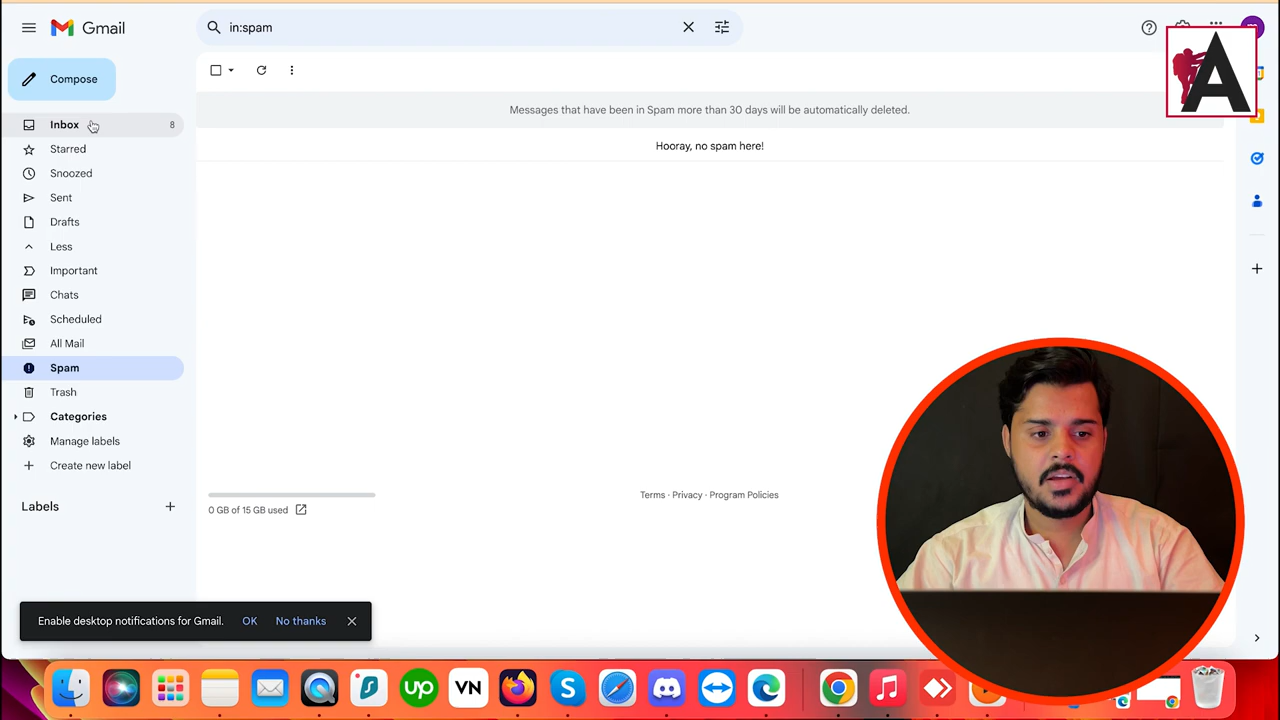 Gmail
in:spam
Compose
Inbox 8
Messages that have been in Spam more than 30 days will be automatically deleted.
Hooray, no spam here!
Starred
Snoozed
Sent
Drafts
Less
Important
Chats
Scheduled
All Mail
Spam
Trash
Categories
Manage labels
Create new label
Labels
0 GB of 15 GB used
Terms · Privacy · Program Policies
Enable desktop notifications for Gmail. OK No thanks
A
up
VN
S